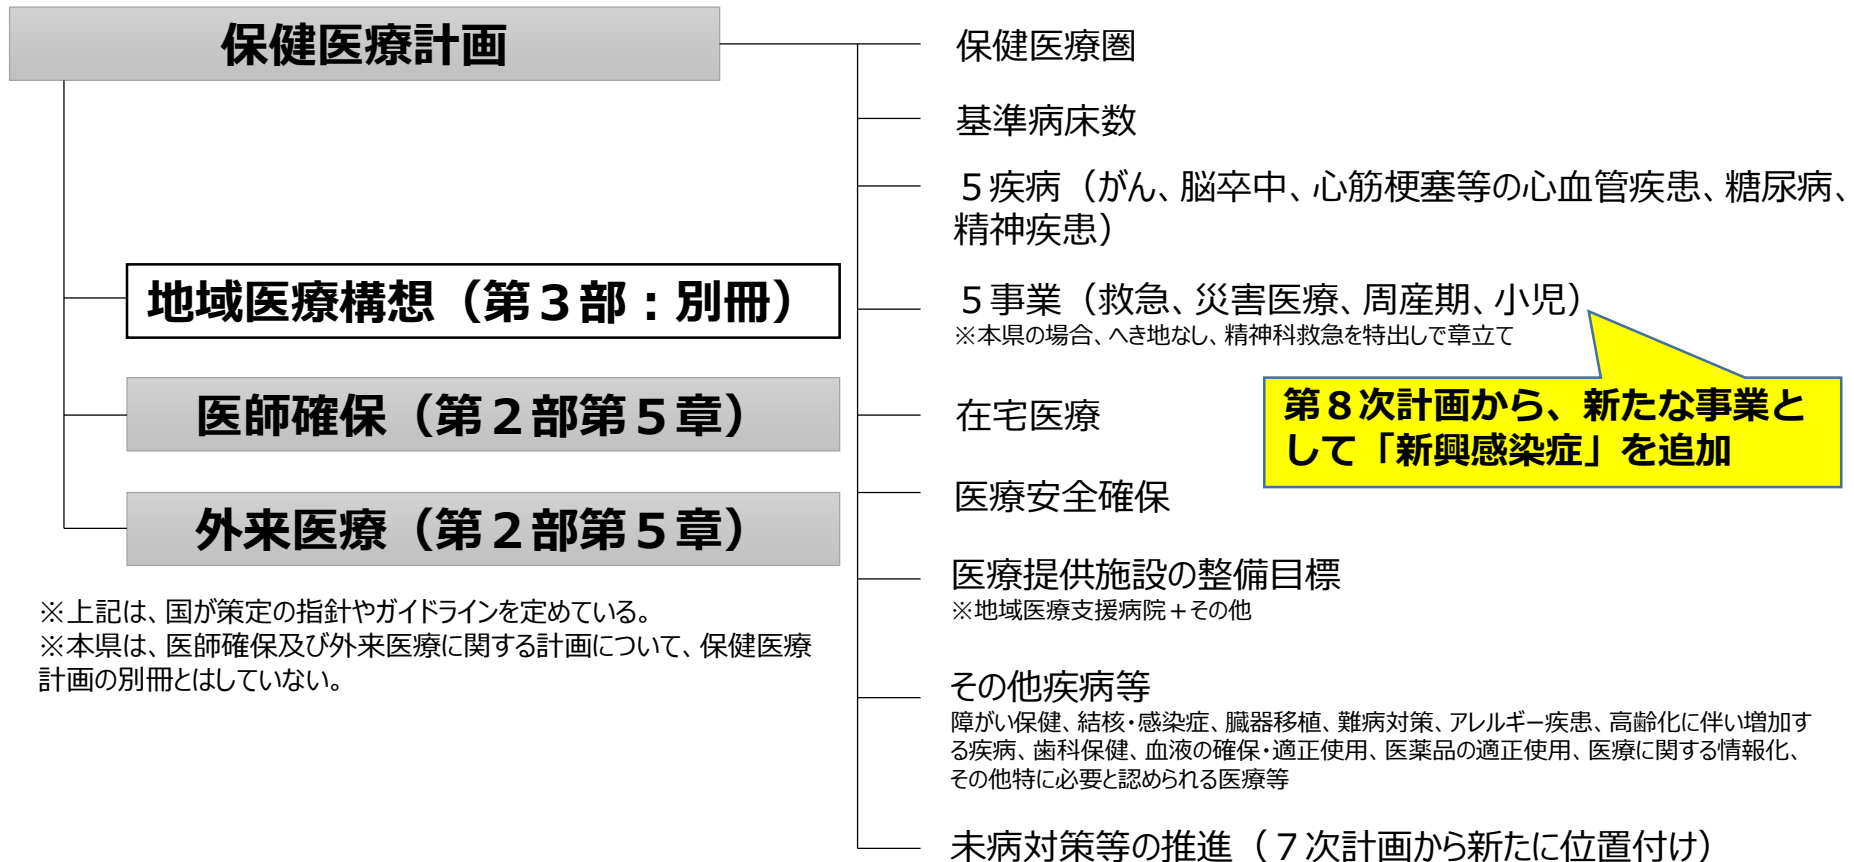 保健医療計画
地域医療構想（第３部：別冊）
医師確保（第２部第５章）
外来医療（第２部第５章）
※上記は、国が策定の指針やガイドラインを定めている。
※本県は、医師確保及び外来医療に関する計画について、保健医療
計画の別冊とはしていない。
保健医療圏
基準病床数
５疾病（がん、脳卒中、心筋梗塞等の心血管疾患、糖尿病、
精神疾患）
５事業（救急、災害医療、周産期、小児）
※本県の場合、へき地なし、精神科救急を特出しで章立て
第８次計画から、新たな事業と
して「新興感染症」を追加
在宅医療
医療安全確保
医療提供施設の整備目標
※地域医療支援病院＋その他
その他疾病等
障がい保健、結核・感染症、臓器移植、難病対策、アレルギー疾患、高齢化に伴い増加す
る疾病、歯科保健、血液の確保・適正使用、医薬品の適正使用、医療に関する情報化、
その他特に必要と認められる医療等
未病対策等の推進（７次計画から新たに位置付け）